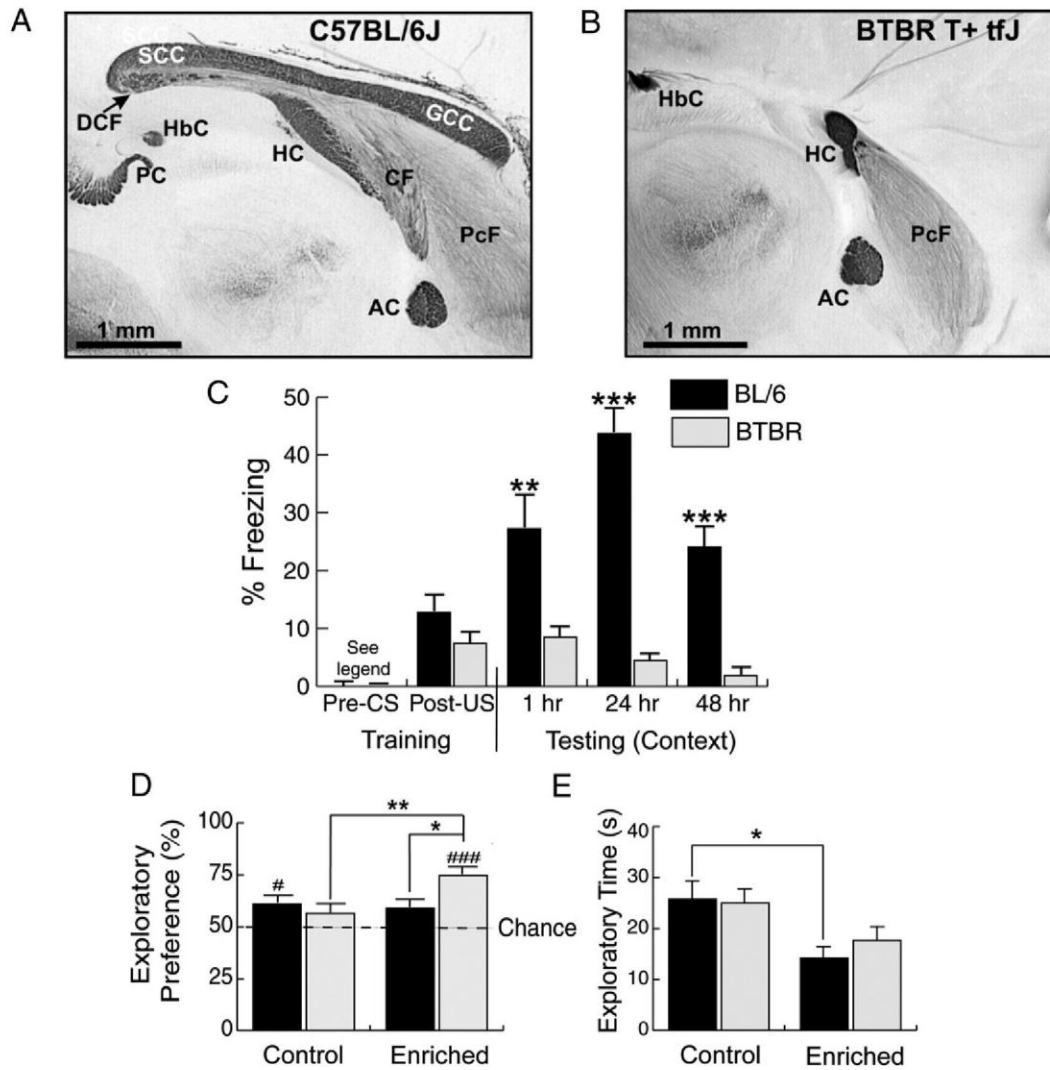 A
C57BL/6J
SCC
SCC
DCF
HbC
PC
HC
GCC
CF
PcF
AC
1 mm
B
BTBR T+ tfJ
HbC
HC
PcF
AC
1 mm
C
% Freezing
50
40
30
20
10
0
***
**
***
BL/6
BTBR
See
legend
Pre-CS Post-US 1 hr 24 hr 48 hr
Training Testing (Context)
D
Exploratory
Preference (%)
100
75
50
25
0
**
*
#
###
Chance
Control Enriched
E
Exploratory Time (s)
40
30
20
10
0
*
Control Enriched